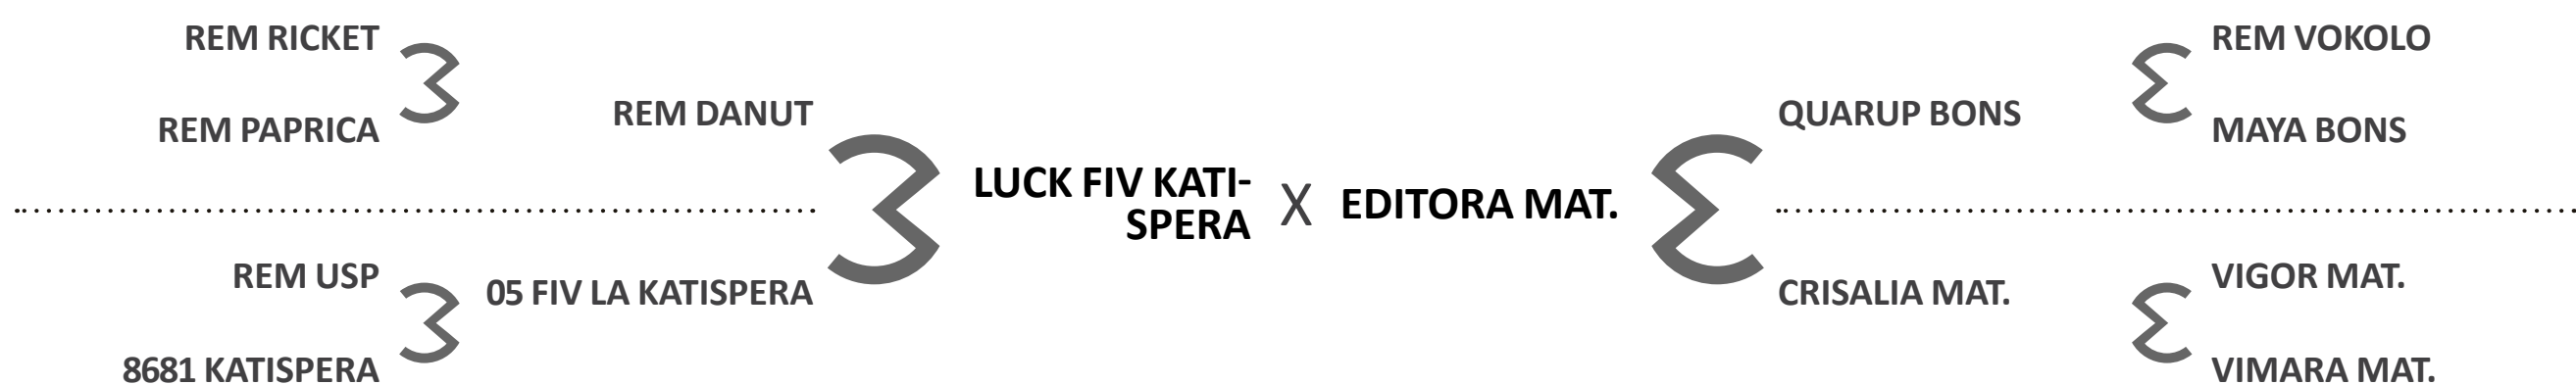 REM RICKET
REM PAPRICA
REM DANUT
REM USP
05 FIV LA KATISPERA
8681 KATISPERA
LUCK FIV KATI-
SPERA
X
EDITORA MAT.
QUARUP BONS
CRISALIA MAT.
REM VOKOLO
MAYA BONS
VIGOR MAT.
VIMARA MAT.